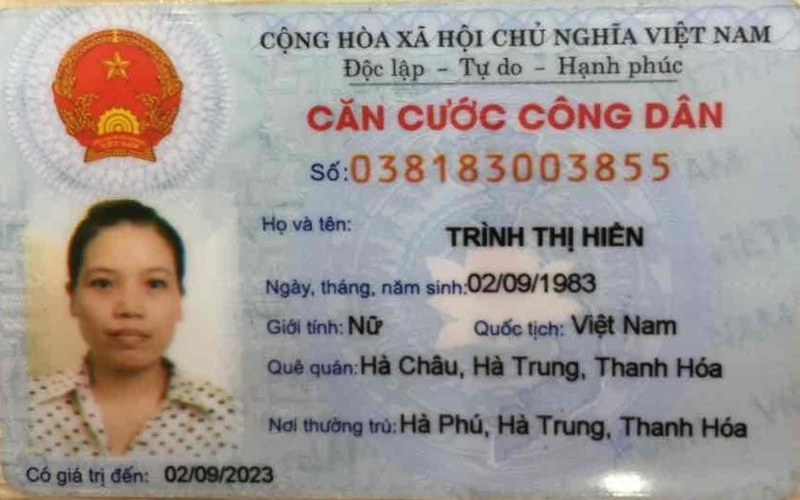 CỘNG HÒA XÃ HỘI CHỦ NGHĨA VIỆT NAM
Độc lập – Tự do – Hạnh phúc
CĂN CƯỚC CÔNG DÂN
Số: 038183003855
Họ và tên: TRÌNH THỊ HIÊN
Ngày, tháng, năm sinh: 02/09/1983
Giới tính: Nữ Quốc tịch: Việt Nam
Quê quán: Hà Châu, Hà Trung, Thanh Hóa
Nơi thường trú: Hà Phú, Hà Trung, Thanh Hóa
Có giá trị đến: 02/09/2023